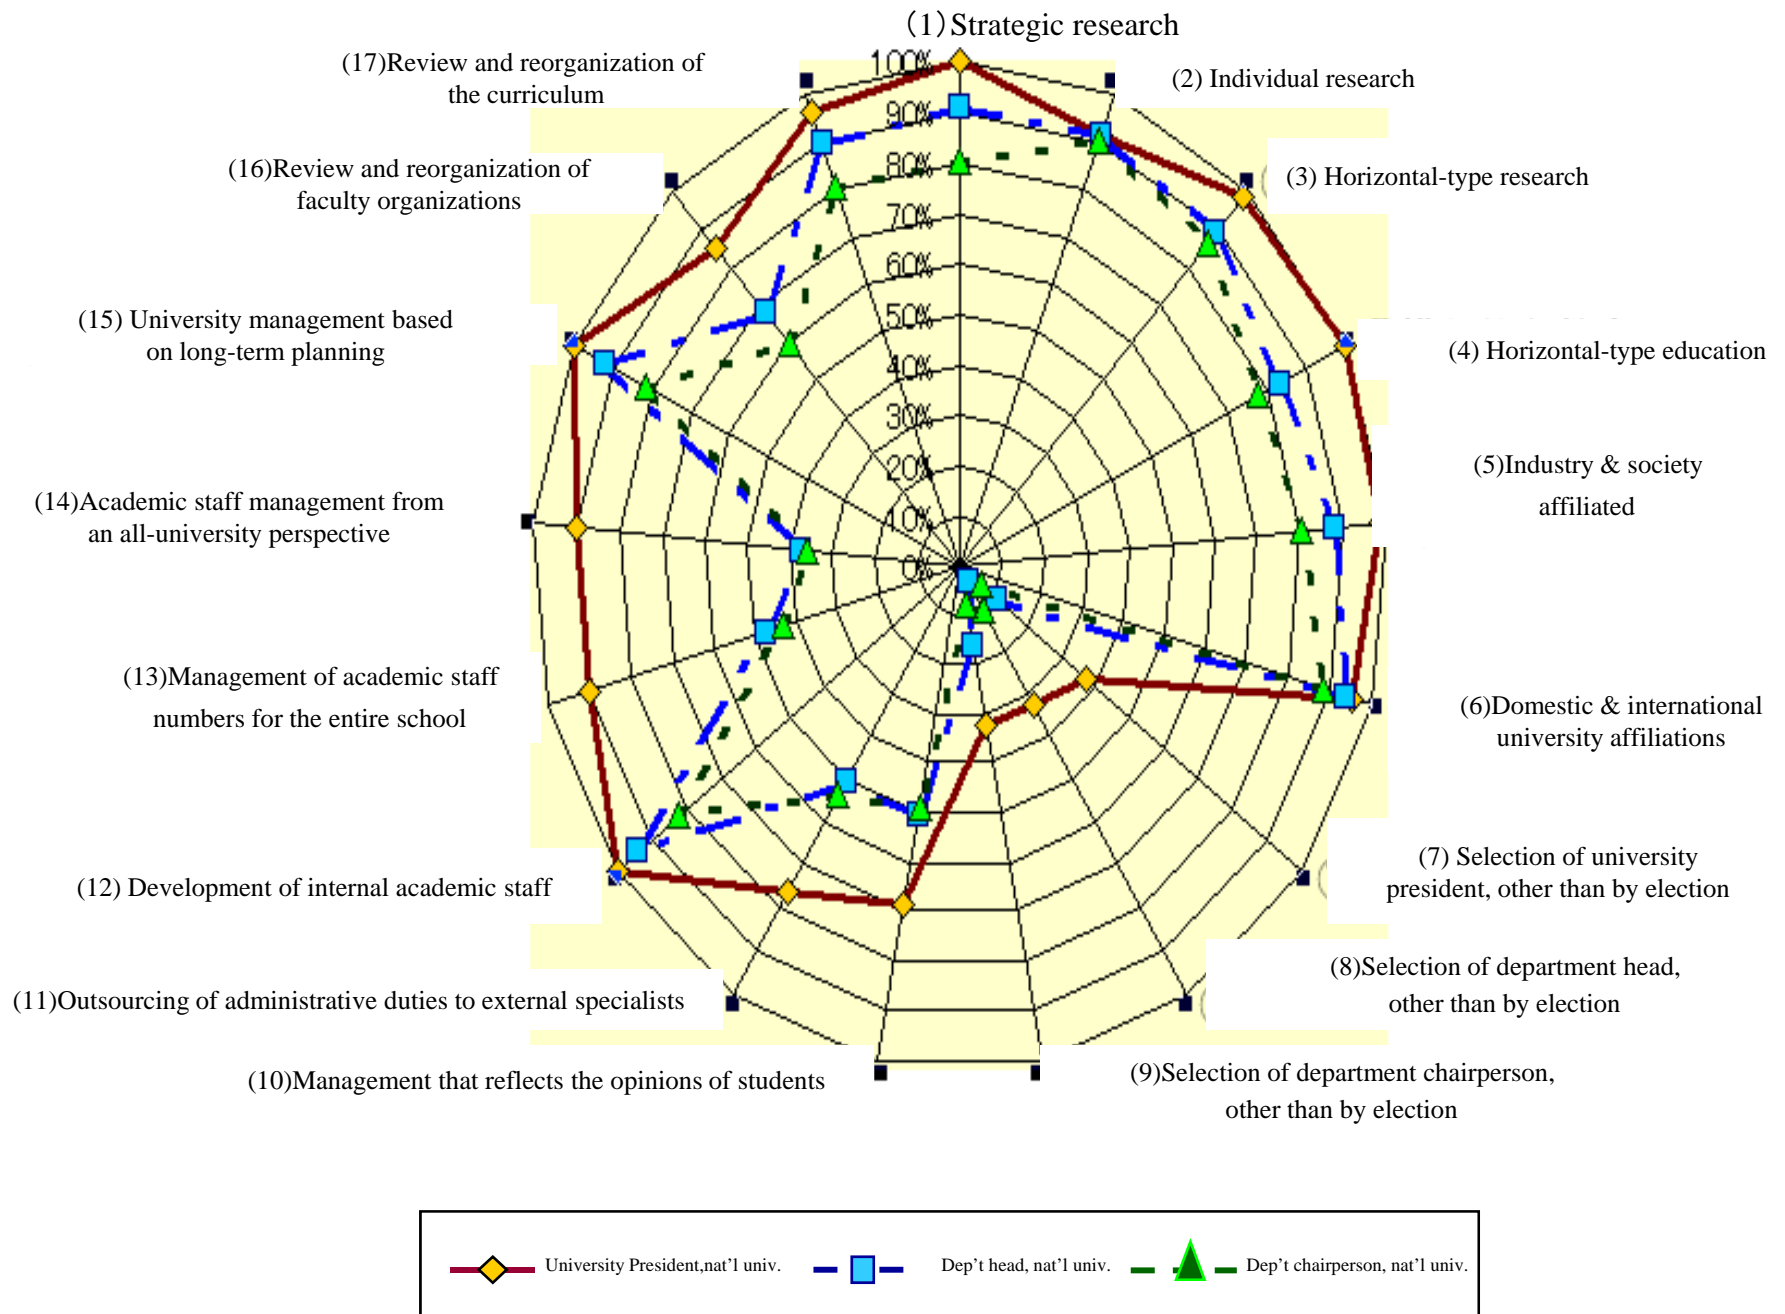 （1）Strategic research
(2) Individual research
(3) Horizontal-type research
(4) Horizontal-type education
(5)Industry & society
affiliated
(6)Domestic & international
university affiliations
(7) Selection of university
president, other than by election
(8)Selection of department head,
other than by election
(9)Selection of department chairperson,
other than by election
(10)Management that reflects the opinions of students
(11)Outsourcing of administrative duties to external specialists
(12) Development of internal academic staff
(13)Management of academic staff
numbers for the entire school
(14)Academic staff management from
an all-university perspective
(15) University management based
on long-term planning
(16)Review and reorganization of
faculty organizations
(17)Review and reorganization of
the curriculum
100%
90%
80%
70%
60%
50%
40%
30%
20%
10%
0%
University President,nat'l univ.
Dep't head, nat'l univ.
Dep't chairperson, nat'l univ.